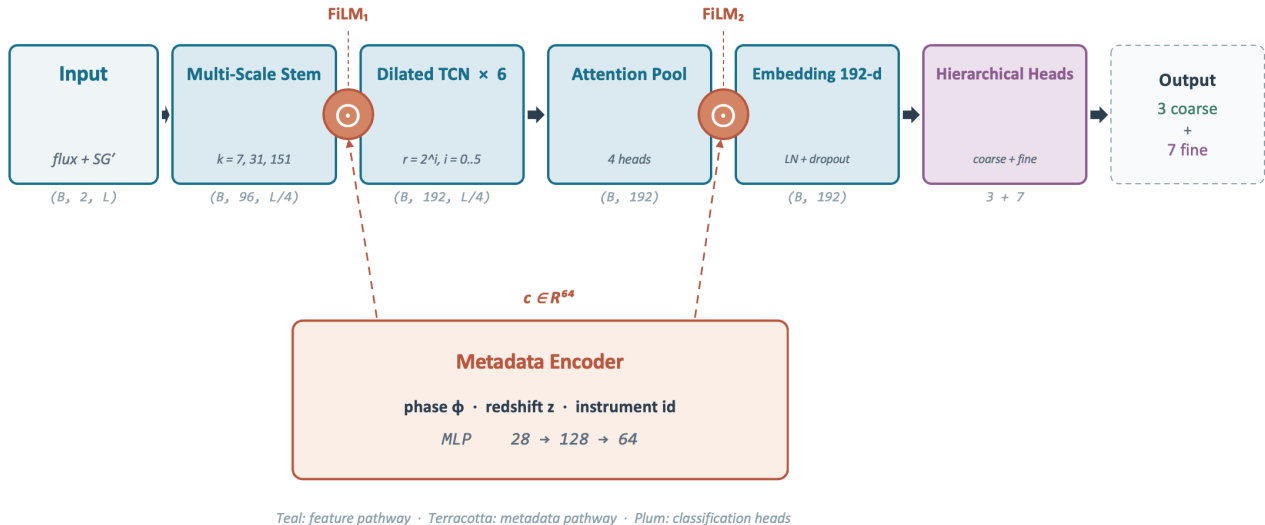 FiLM₁
FiLM₂
Input
flux + SG′
(B, 2, L)
Multi-Scale Stem
k = 7, 31, 151
(B, 96, L/4)
Dilated TCN × 6
r = 2^i, i = 0..5
(B, 192, L/4)
Attention Pool
4 heads
(B, 192)
Embedding 192-d
LN + dropout
(B, 192)
Hierarchical Heads
coarse + fine
3 + 7
Output
3 coarse
+
7 fine
c ∈ R⁶⁴
Metadata Encoder
phase ϕ · redshift z · instrument id
MLP 28 → 128 → 64
Teal: feature pathway · Terracotta: metadata pathway · Plum: classification heads